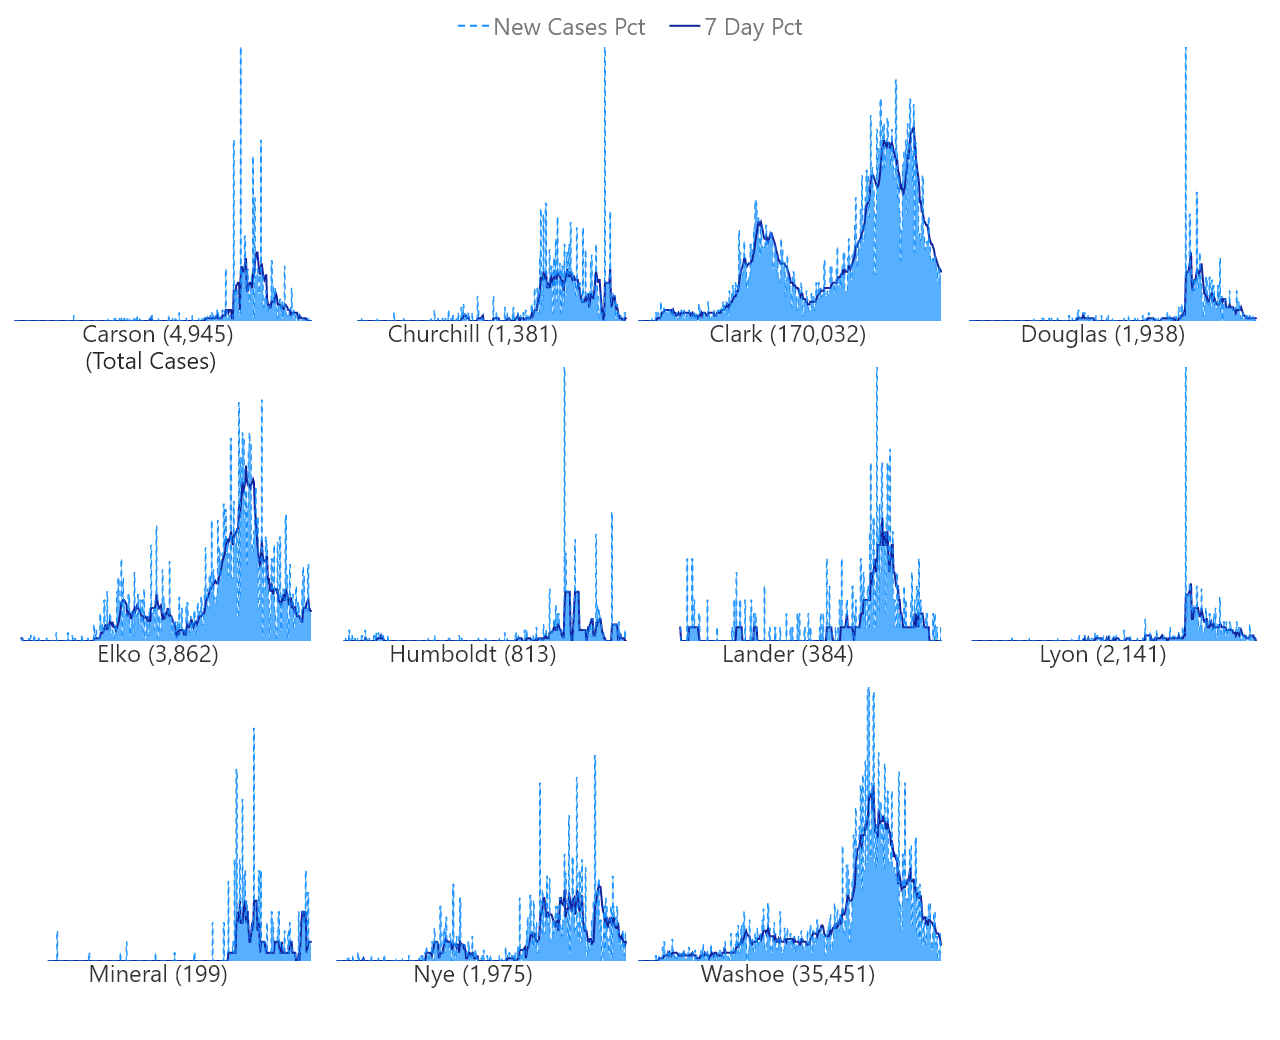 New Cases Pct 7 Day Pct
Carson (4,945) Churchill (1,381) Clark (170,032) Douglas (1,938)
(Total Cases)
Elko (3,862) Humboldt (813) Lander (384) Lyon (2,141)
Mineral (199) Nye (1,975) Washoe (35,451)